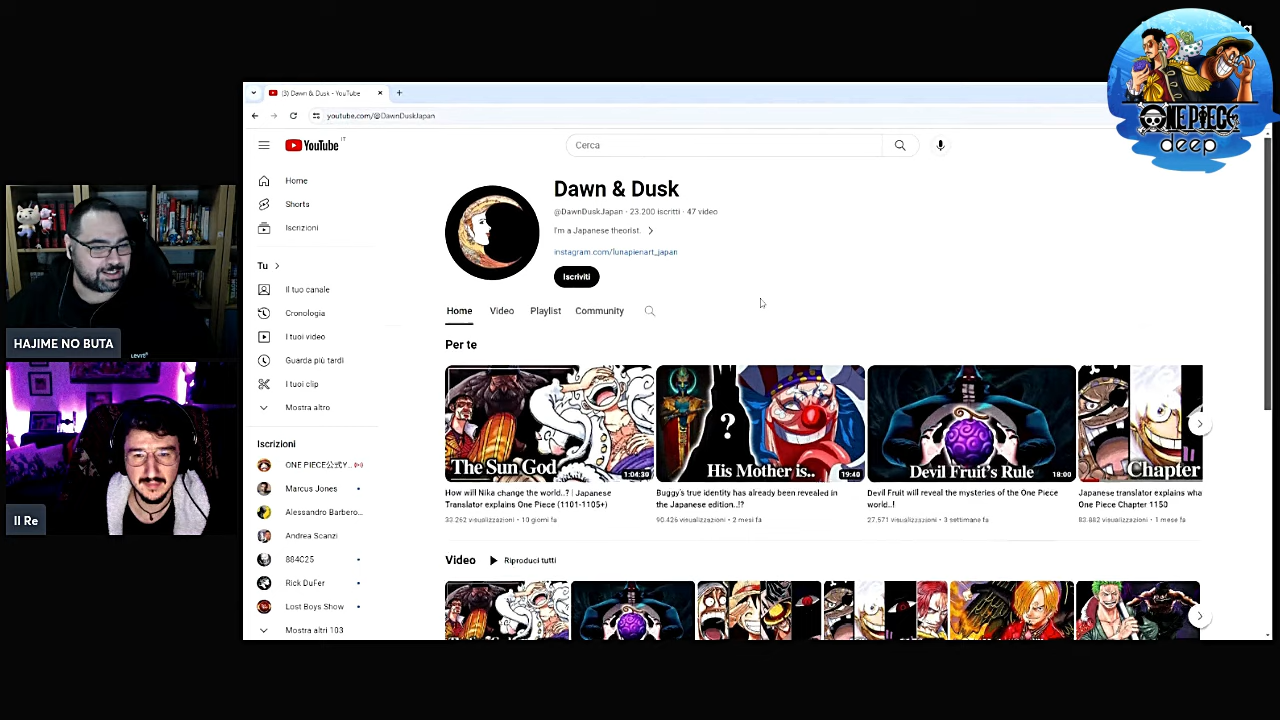 ONE PIECE
deep
(3) Dawn & Dusk - YouTube
youtube.com/@DawnDuskJapan
YouTube IT
Cerca
Home
Shorts
Iscrizioni
Tu
Il tuo canale
Cronologia
I tuoi video
Guarda più tardi
I tuoi clip
Mostra altro
Iscrizioni
ONE PIECE公式Y...
Marcus Jones
Alessandro Barbero...
Andrea Scanzi
884C25
Rick DuFer
Lost Boys Show
Mostra altri 103
Dawn & Dusk
@DawnDuskJapan · 23.200 iscritti · 47 video
I'm a Japanese theorist.
instagram.com/lunapienart_japan
Iscriviti
Home Video Playlist Community
Per te
The Sun God
1:04:30
How will Nika change the world..? | Japanese
Translator explains One Piece (1101-1105+)
33.262 visualizzazioni · 10 giorni fa
?
His Mother is..
19:40
Buggy's true identity has already been revealed in
the Japanese edition..!?
90.426 visualizzazioni · 2 mesi fa
Devil Fruit's Rule
18:00
Devil Fruit will reveal the mysteries of the One Piece
world..!
27.571 visualizzazioni · 3 settimane fa
Chapter
Japanese translator explains wha
One Piece Chapter 1150
83.882 visualizzazioni · 1 mese fa
Video
Riproduci tutti
HAJIME NO BUTA
Il Re